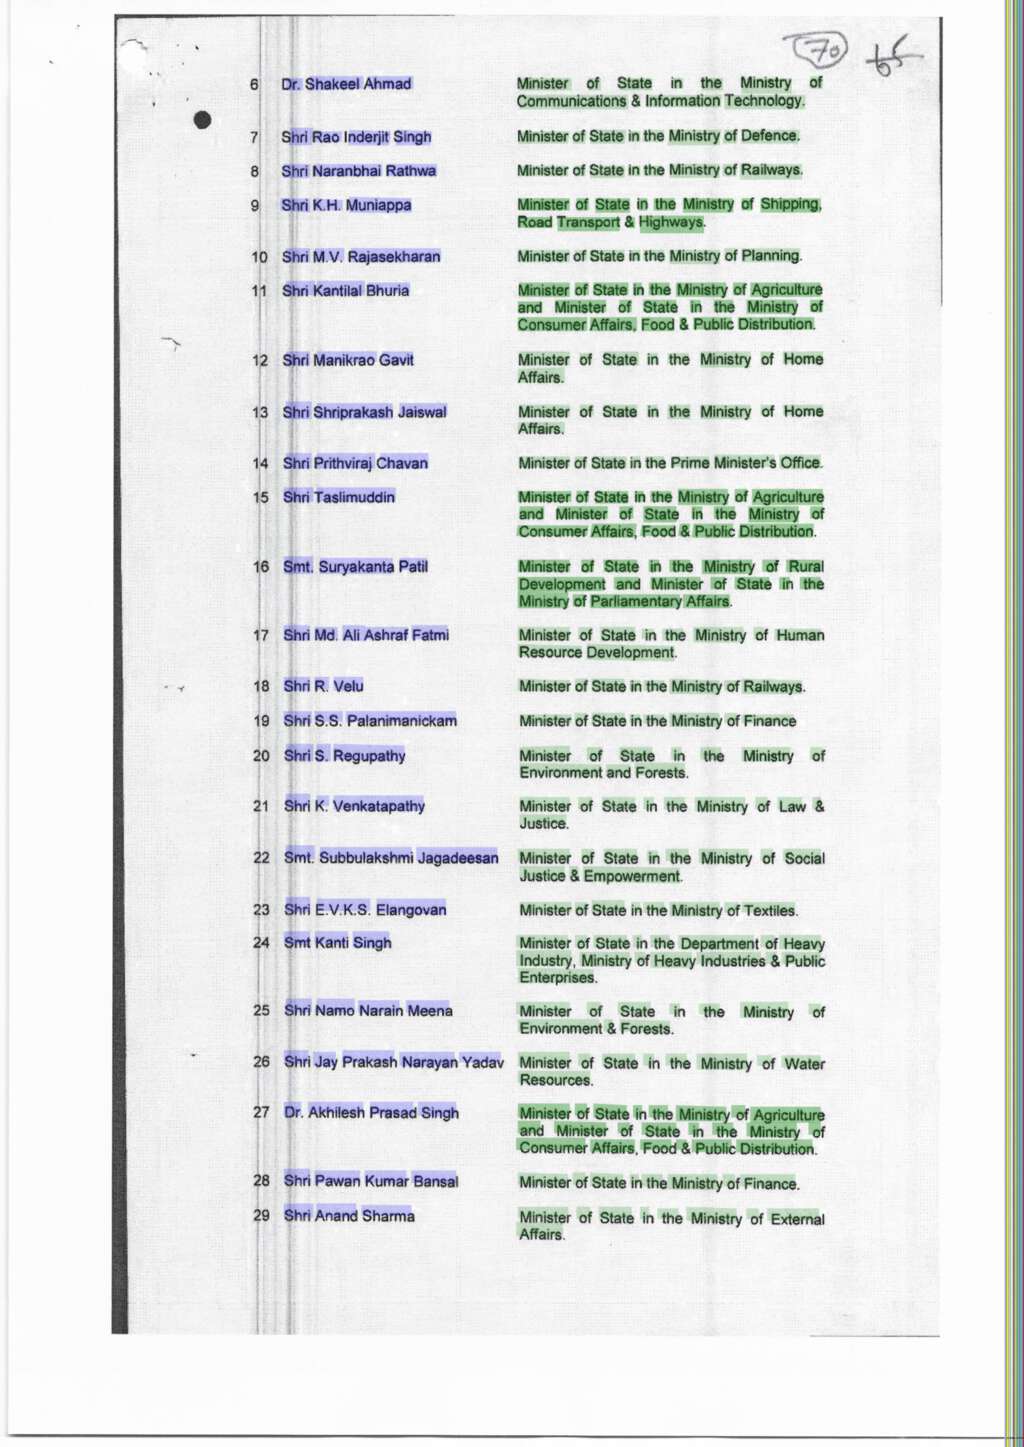 70 65
6 Dr. Shakeel Ahmad Minister of State in the Ministry of
Communications & Information Technology.
7 Shri Rao Inderjit Singh Minister of State in the Ministry of Defence.
8 Shri Naranbhai Rathwa Minister of State in the Ministry of Railways.
9 Shri K.H. Muniappa Minister of State in the Ministry of Shipping,
Road Transport & Highways.
10 Shri M.V. Rajasekharan Minister of State in the Ministry of Planning.
11 Shri Kantilal Bhuria Minister of State in the Ministry of Agriculture
and Minister of State in the Ministry of
Consumer Affairs, Food & Public Distribution.
12 Shri Manikrao Gavit Minister of State in the Ministry of Home
Affairs.
13 Shri Shriprakash Jaiswal Minister of State in the Ministry of Home
Affairs.
14 Shri Prithviraj Chavan Minister of State in the Prime Minister's Office.
15 Shri Taslimuddin Minister of State in the Ministry of Agriculture
and Minister of State in the Ministry of
Consumer Affairs, Food & Public Distribution.
16 Smt. Suryakanta Patil Minister of State in the Ministry of Rural
Development and Minister of State in the
Ministry of Parliamentary Affairs.
17 Shri Md. Ali Ashraf Fatmi Minister of State in the Ministry of Human
Resource Development.
18 Shri R. Velu Minister of State in the Ministry of Railways.
19 Shri S.S. Palanimanickam Minister of State in the Ministry of Finance
20 Shri S. Regupathy Minister of State in the Ministry of
Environment and Forests.
21 Shri K. Venkatapathy Minister of State in the Ministry of Law &
Justice.
22 Smt. Subbulakshmi Jagadeesan Minister of State in the Ministry of Social
Justice & Empowerment.
23 Shri E.V.K.S. Elangovan Minister of State in the Ministry of Textiles.
24 Smt Kanti Singh Minister of State in the Department of Heavy
Industry, Ministry of Heavy Industries & Public
Enterprises.
25 Shri Namo Narain Meena Minister of State in the Ministry of
Environment & Forests.
26 Shri Jay Prakash Narayan Yadav Minister of State in the Ministry of Water
Resources.
27 Dr. Akhilesh Prasad Singh Minister of State in the Ministry of Agriculture
and Minister of State in the Ministry of
Consumer Affairs, Food & Public Distribution.
28 Shri Pawan Kumar Bansal Minister of State in the Ministry of Finance.
29 Shri Anand Sharma Minister of State in the Ministry of External
Affairs.